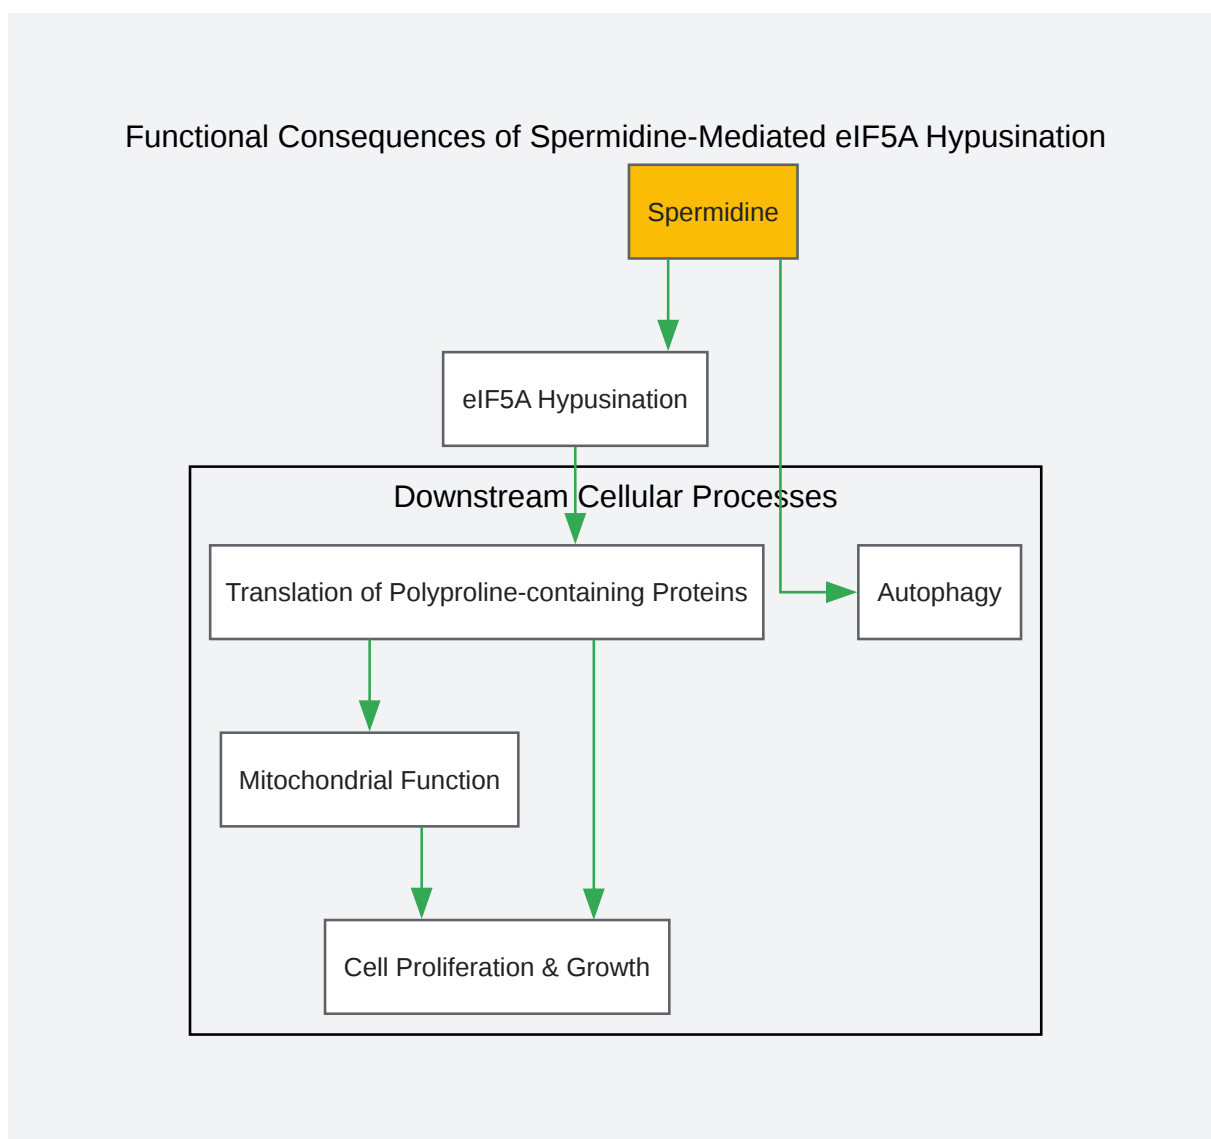 Functional Consequences of Spermidine-Mediated eIF5A Hypusination
Spermidine
eIF5A Hypusination
Downstream Cellular Processes
Translation of Polyproline-containing Proteins
Autophagy
Mitochondrial Function
Cell Proliferation & Growth